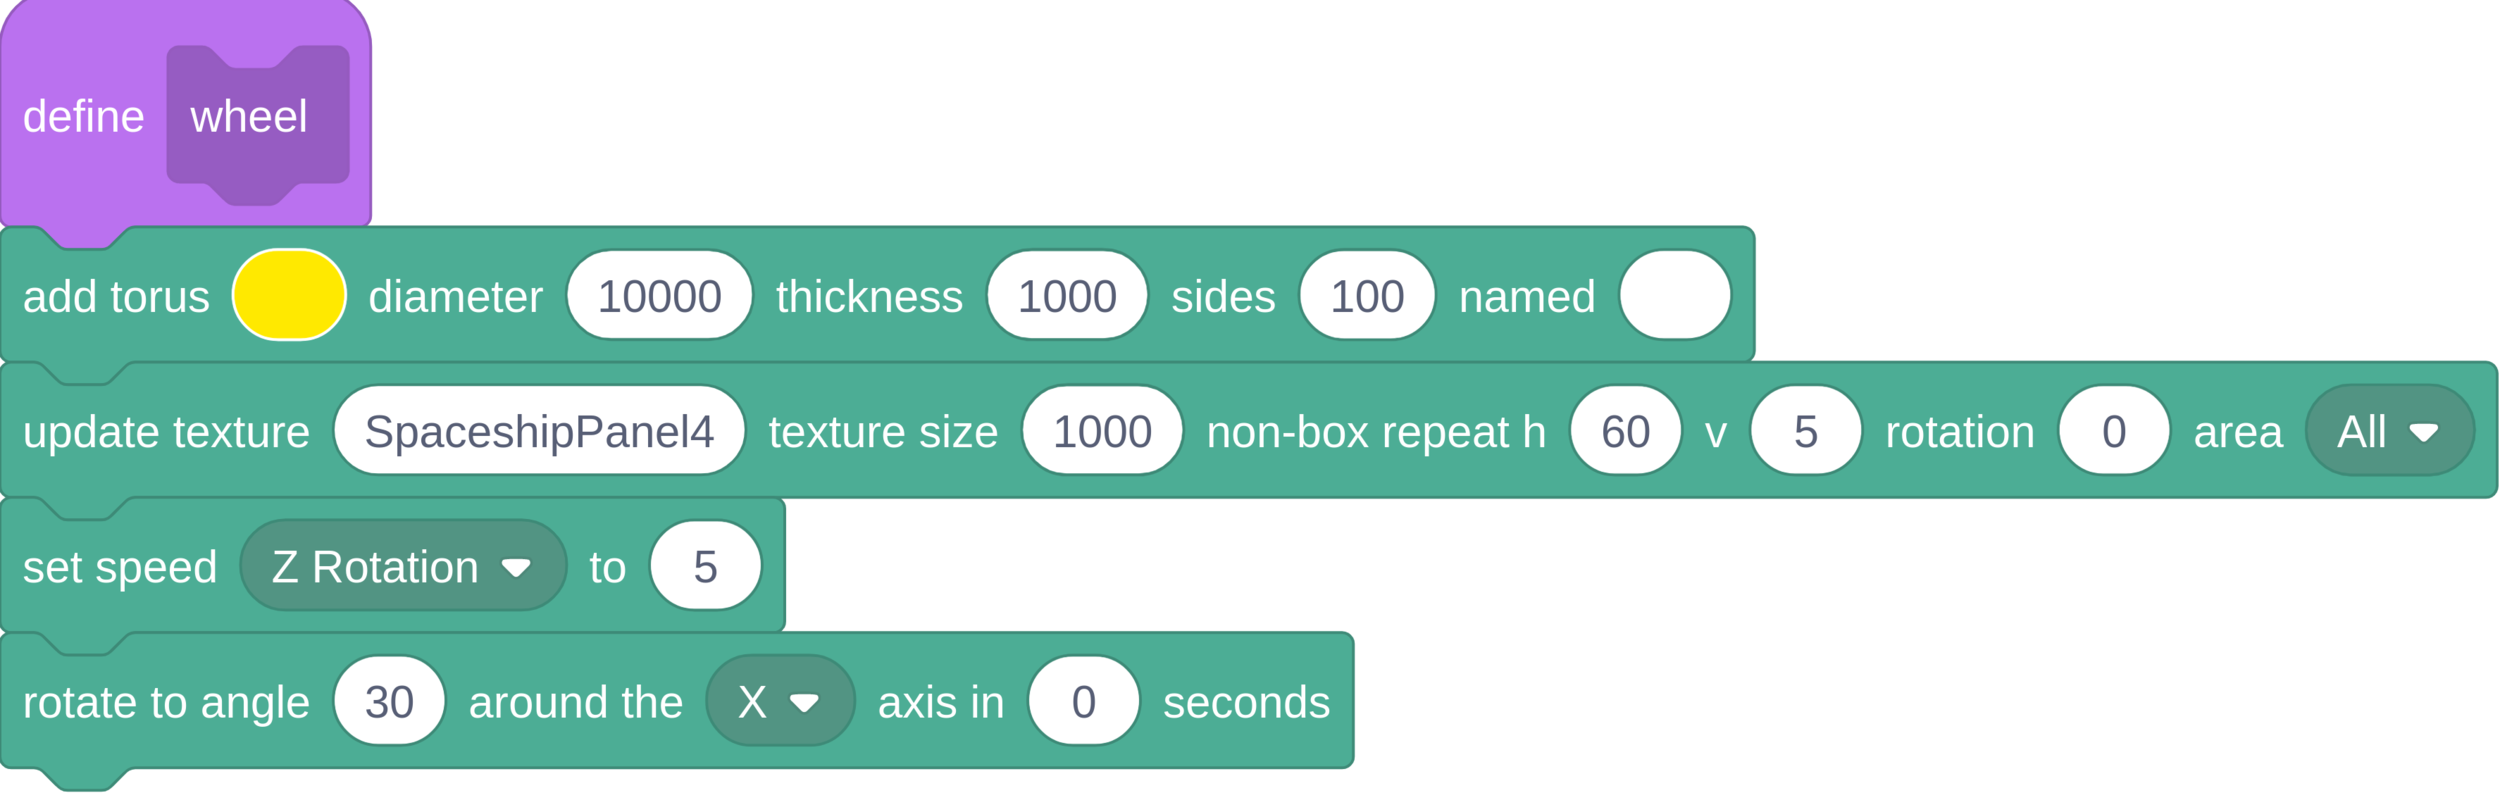 define wheel
add torus diameter 10000 thickness 1000 sides 100 named
update texture SpaceshipPanel4 texture size 1000 non-box repeat h 60 v 5 rotation 0 area All
set speed Z Rotation to 5
rotate to angle 30 around the X axis in 0 seconds